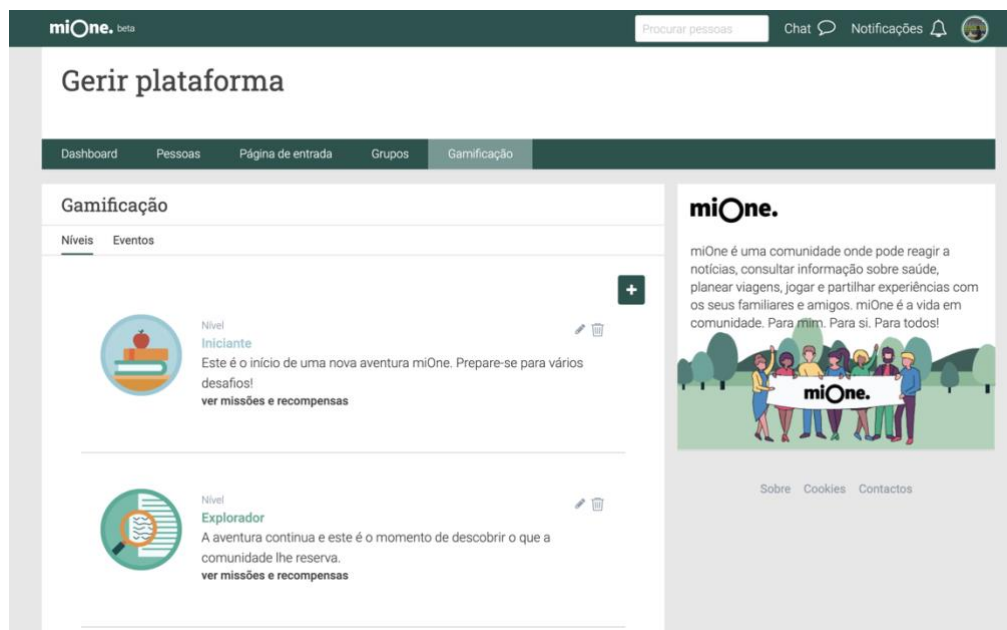 miOne. beta
Procurar pessoas
Chat
Notificações
Gerir plataforma
Dashboard
Pessoas
Página de entrada
Grupos
Gamificação
Gamificação
Níveis
Eventos
+
Nível
Iniciante
Este é o início de uma nova aventura miOne. Prepare-se para vários
desafios!
ver missões e recompensas
Nível
Explorador
A aventura continua e este é o momento de descobrir o que a
comunidade lhe reserva.
ver missões e recompensas
miOne.
miOne é uma comunidade onde pode reagir a
notícias, consultar informação sobre saúde,
planear viagens, jogar e partilhar experiências com
os seus familiares e amigos. miOne é a vida em
comunidade. Para mim. Para si. Para todos!
miOne.
Sobre
Cookies
Contactos